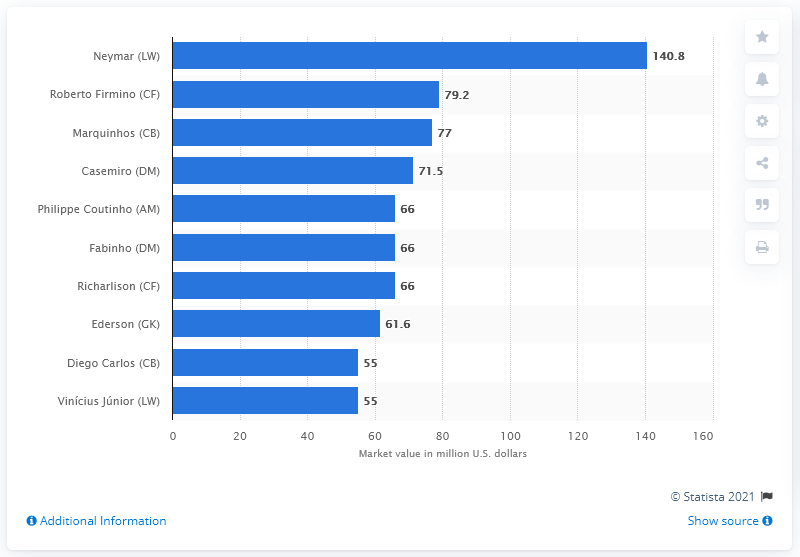 Neymar (LW) 140.8
Roberto Firmino (CF) 79.2
Marquinhos (CB) 77
Casemiro (DM) 71.5
Philippe Coutinho (AM) 66
Fabinho (DM) 66
Richarlison (CF) 66
Ederson (GK) 61.6
Diego Carlos (CB) 55
Vinícius Júnior (LW) 55
0 20 40 60 80 100 120 140 160
Market value in million U.S. dollars
© Statista 2021
Additional Information Show source